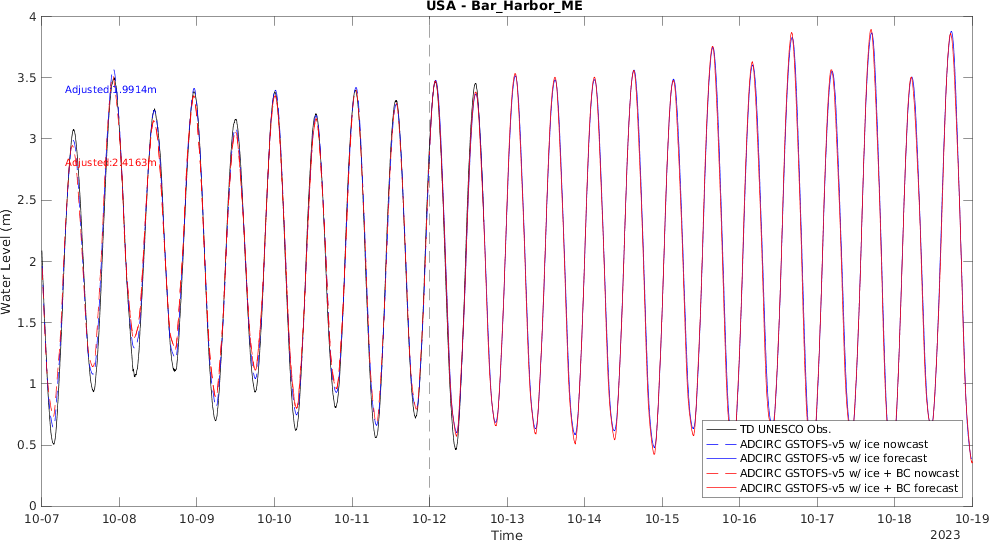 USA - Bar_Harbor_ME
4
3.5
3
2.5
2
1.5
1
0.5
0
Water Level (m)
Adjusted:1.9914m
Adjusted:2.4163m
TD UNESCO Obs.
ADCIRC GSTOFS-v5 w/ ice nowcast
ADCIRC GSTOFS-v5 w/ ice forecast
ADCIRC GSTOFS-v5 w/ ice + BC nowcast
ADCIRC GSTOFS-v5 w/ ice + BC forecast
10-07 10-08 10-09 10-10 10-11 10-12 10-13 10-14 10-15 10-16 10-17 10-18 10-19
Time
2023